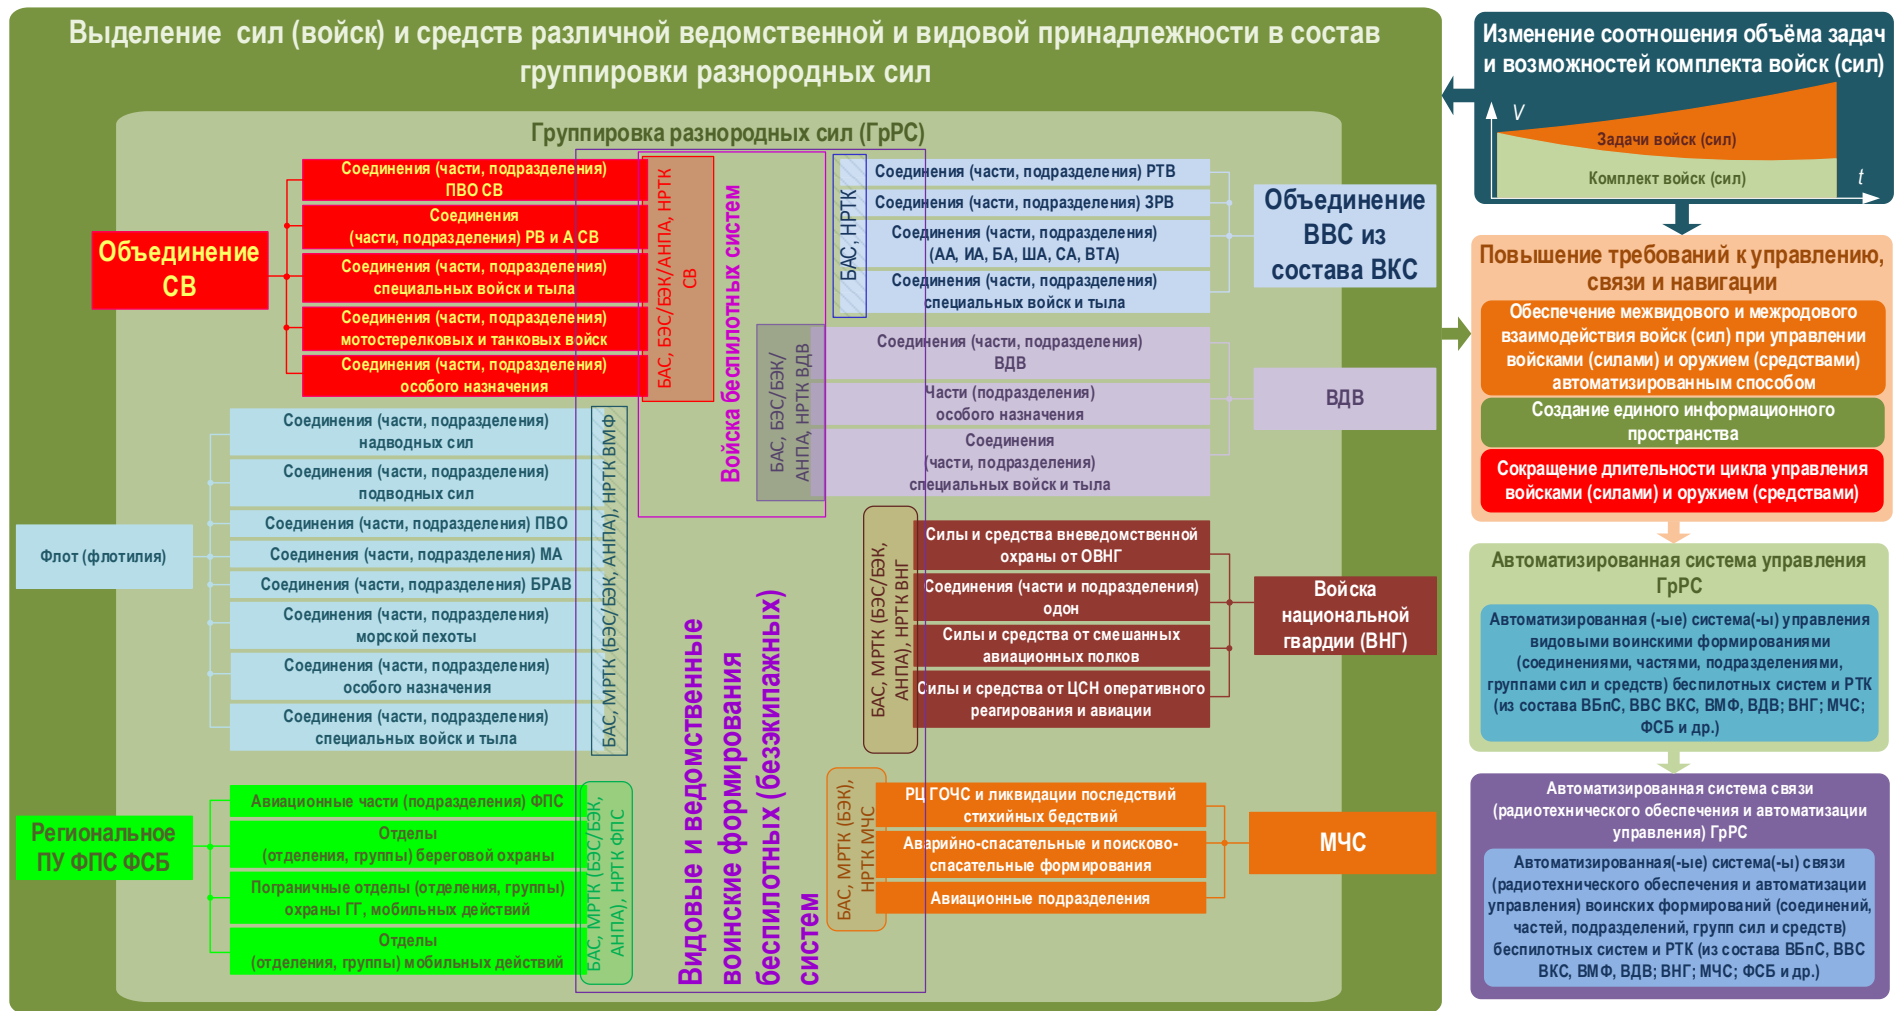 Выделение сил (войск) и средств различной ведомственной и видовой принадлежности в состав
группировки разнородных сил
Группировка разнородных сил (ГрРС)
Объединение
СВ
Соединения (части, подразделения)
ПВО СВ
Соединения
(части, подразделения) РВ и А СВ
Соединения (части, подразделения)
специальных войск и тыла
Соединения (части, подразделения)
мотострелковых и танковых войск
Соединения (части, подразделения)
особого назначения
БАС, БЭС/БЭК/АНПА, НРТК
СВ
Войска беспилотных систем
Флот (флотилия)
Соединения (части, подразделения)
надводных сил
Соединения (части, подразделения)
подводных сил
Соединения (части, подразделения) ПВО
Соединения (части, подразделения) МА
Соединения (части, подразделения) БРАВ
Соединения (части, подразделения)
морской пехоты
Соединения (части, подразделения)
особого назначения
Соединения (части, подразделения)
специальных войск и тыла
БАС, МРТК (БЭС/БЭК, АНПА), НРТК ВМФ
Региональное
ПУ ФПС ФСБ
Авиационные части (подразделения) ФПС
Отделы
(отделения, группы) береговой охраны
Пограничные отделы (отделения, группы)
охраны ГГ, мобильных действий
Отделы
(отделения, группы) мобильных действий
БАС, МРТК (БЭС/БЭК,
АНПА), НРТК ФПС
Видовые и ведомственные
воинские формирования
беспилотных (безэкипажных)
систем
БАС, НРТК
Соединения (части, подразделения) РТВ
Соединения (части, подразделения) ЗРВ
Соединения (части, подразделения)
(АА, ИА, БА, ША, СА, ВТА)
Соединения (части, подразделения)
специальных войск и тыла
Объединение
ВВС из
состава ВКС
БАС, БЭС/БЭК/
АНПА, НРТК ВДВ
Соединения (части, подразделения)
ВДВ
Части (подразделения)
особого назначения
Соединения
(части, подразделения)
специальных войск и тыла
ВДВ
БАС, МРТК (БЭС/БЭК,
АНПА), НРТК ВНГ
Силы и средства вневедомственной
охраны от ОВНГ
Соединения (части и подразделения)
одон
Силы и средства от смешанных
авиационных полков
Силы и средства от ЦСН оперативного
реагирования и авиации
Войска
национальной
гвардии (ВНГ)
БАС, МРТК (БЭК),
НРТК МЧС
РЦ ГОЧС и ликвидации последствий
стихийных бедствий
Аварийно-спасательные и поисково-
спасательные формирования
Авиационные подразделения
МЧС
Изменение соотношения объёма задач
и возможностей комплекта войск (сил)
V
Задачи войск (сил)
Комплект войск (сил)
t
Повышение требований к управлению,
связи и навигации
Обеспечение межвидового и межродового
взаимодействия войск (сил) при управлении
войсками (силами) и оружием (средствами)
автоматизированным способом
Создание единого информационного
пространства
Сокращение длительности цикла управления
войсками (силами) и оружием (средствами)
Автоматизированная система управления
ГрРС
Автоматизированная (-ые) система(-ы) управления
видовыми воинскими формированиями
(соединениями, частями, подразделениями,
группами сил и средств) беспилотных систем и РТК
(из состава ВБпС, ВВС ВКС, ВМФ, ВДВ; ВНГ; МЧС;
ФСБ и др.)
Автоматизированная система связи
(радиотехнического обеспечения и автоматизации
управления) ГрРС
Автоматизированная(-ые) система(-ы) связи
(радиотехнического обеспечения и автоматизации
управления) воинских формирований (соединений,
частей, подразделений, групп сил и средств)
беспилотных систем и РТК (из состава ВБпС, ВВС
ВКС, ВМФ, ВДВ; ВНГ; МЧС; ФСБ и др.)